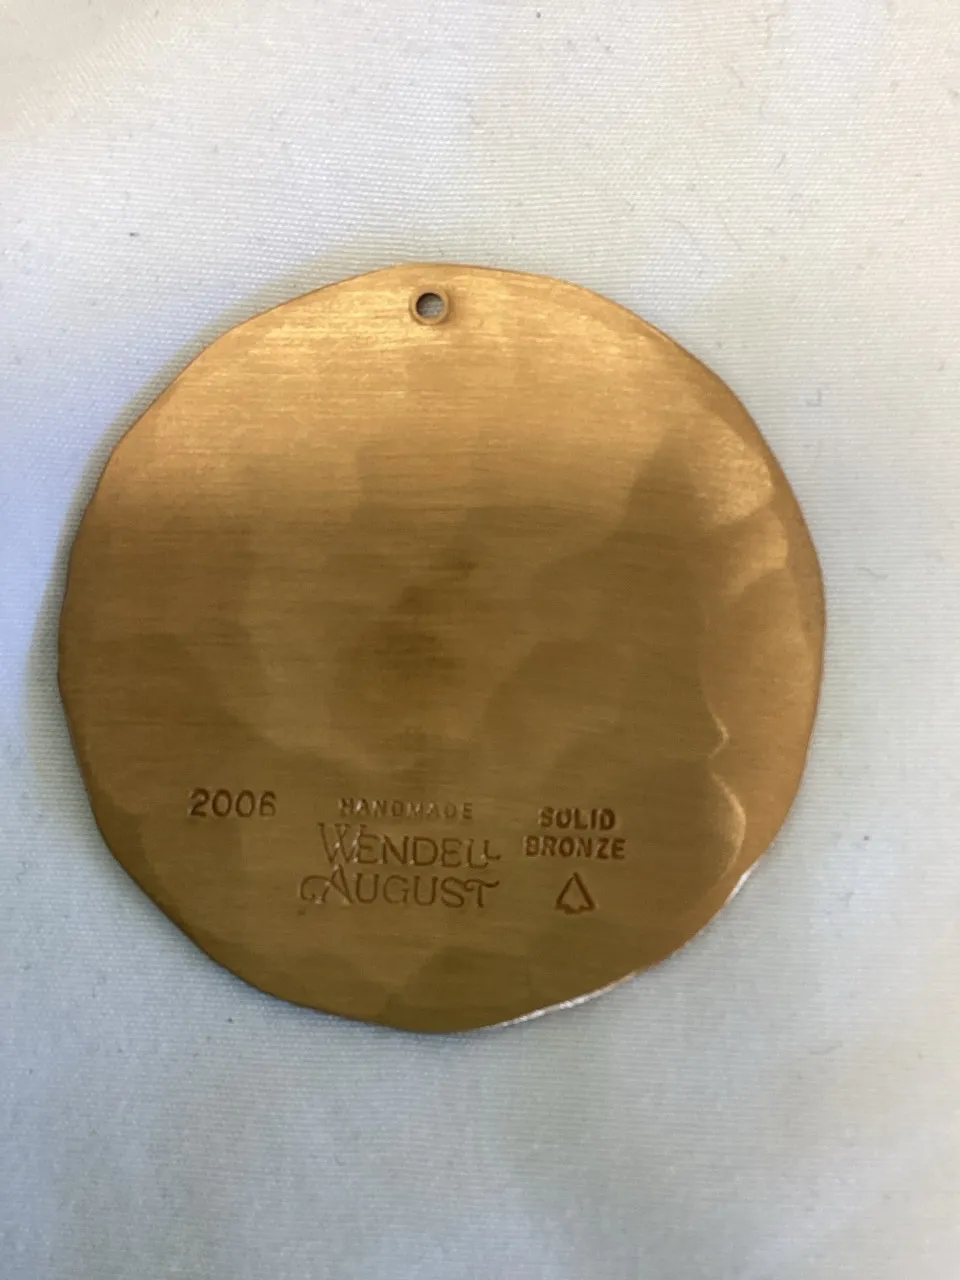 2006
HANDMADE
WENDELL
AUGUST
SOLID
BRONZE